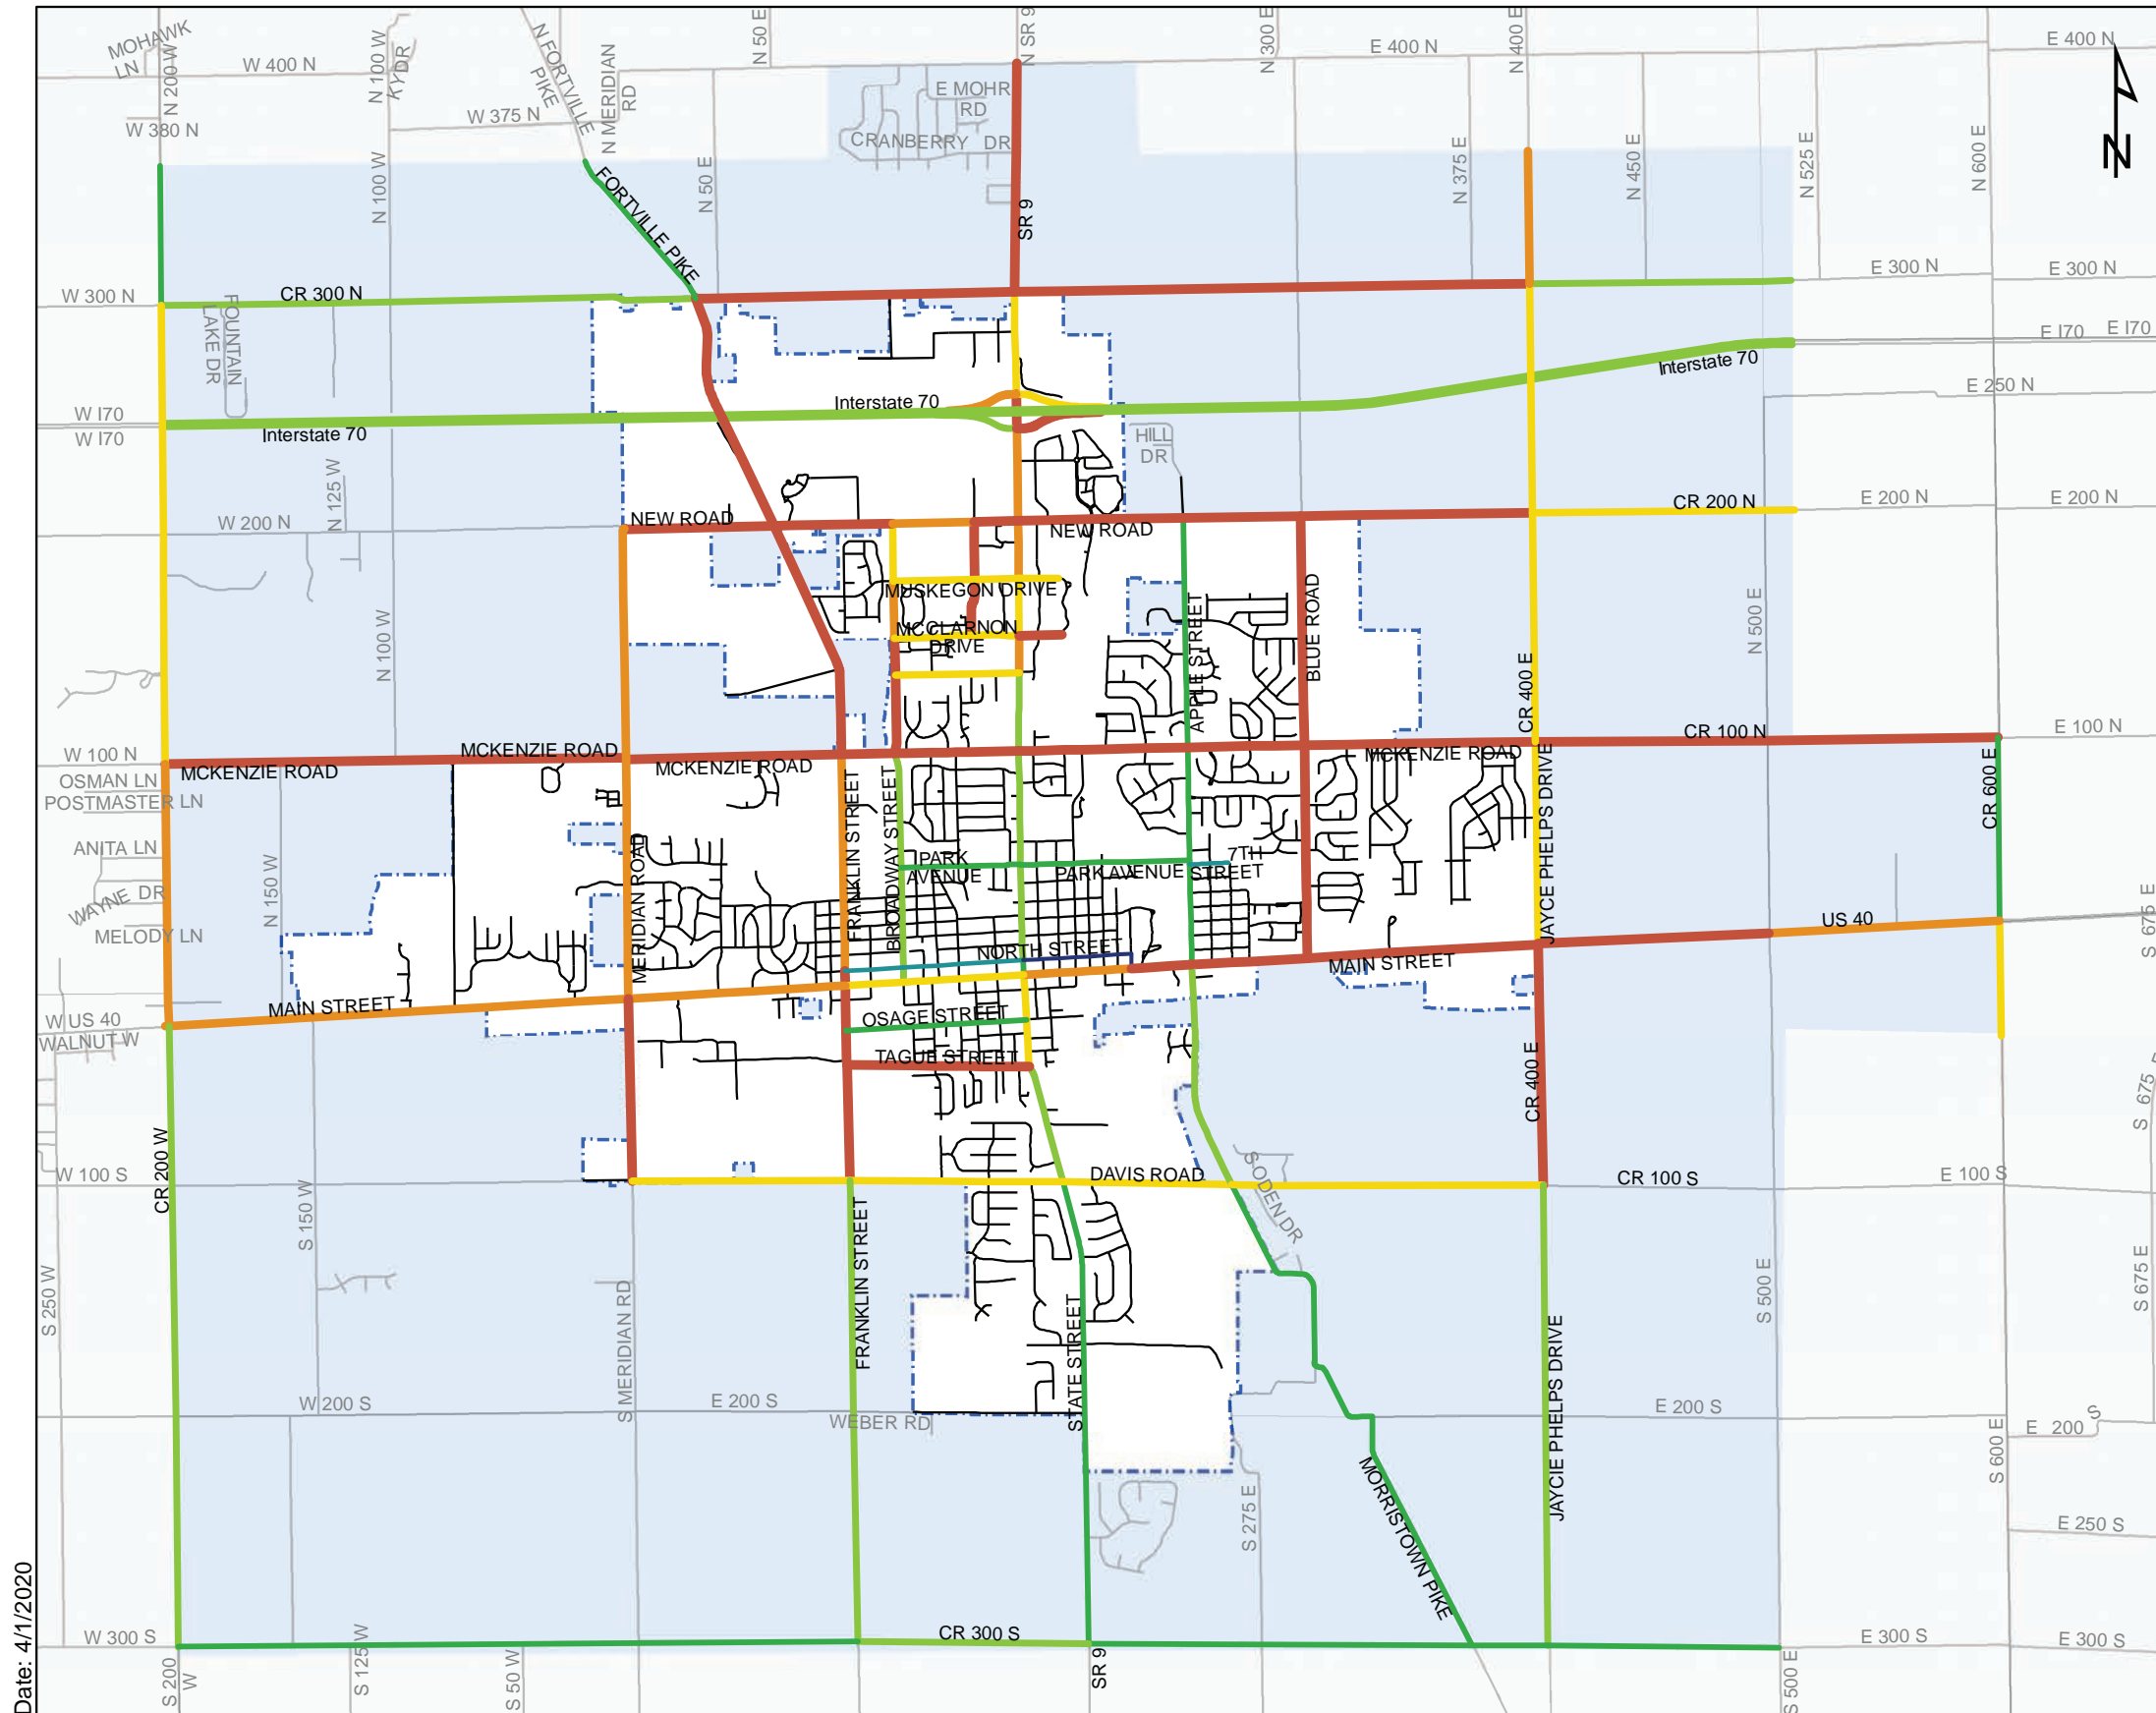 MOHAWK
LN
N 200 W
W 400 N
N 100 W
KY DR
N FORTVILLE
PIKE
N MERIDIAN
RD
N 50 E
N SR 9
N 300 E
E 400 N
N 400 E
E 400 N
W 380 N
W 375 N
E MOHR
RD
CRANBERRY DR
N 100 W
FORTVILLE PIKE
N 50 E
SR 9
N 375 E
N 450 E
N 525 E
N 600 E
N
W 300 N
CR 300 N
E 300 N
E 300 N
FOUNTAIN
LAKE DR
E I70
E I70
Interstate 70
E 250 N
W I70
W I70
Interstate 70
Interstate 70
HILL
DR
N 125 W
W 200 N
NEW ROAD
NEW ROAD
CR 200 N
E 200 N
E 200 N
MUSKEGON DRIVE
MCCLARNON
DRIVE
N 100 W
APPLE STREET
BLUE ROAD
CR 400 E
N 500 E
W 100 N
MCKENZIE ROAD
MCKENZIE ROAD
MCKENZIE ROAD
MCKENZIE ROAD
CR 100 N
E 100 N
OSMAN LN
POSTMASTER LN
ANITA LN
WAYNE DR
MELODY LN
N 150 W
MERIDIAN ROAD
FRANKLIN STREET
BROADWAY STREET
PARK
AVENUE
PARK AVENUE
7TH
STREET
JAYCE PHELPS DRIVE
CR 600 E
US 40
S 675 E
NORTH STREET
MAIN STREET
MAIN STREET
W US 40
WALNUT W
OSAGE STREET
TAGUE STREET
CR 400 E
S 675 E
CR 200 W
W 100 S
DAVIS ROAD
CR 100 S
E 100 S
S 150 W
SODEN DR
S 250 W
S MERIDIAN RD
FRANKLIN STREET
STATE STREET
JAYCIE PHELPS DRIVE
S 500 E
S 675 E
W 200 S
E 200 S
WEBER RD
E 200 S
E 200 S
S 600 E
MORRISTOWN PIKE
S 275 E
E 250 S
W 300 S
CR 300 S
E 300 S
E 300 S
S 200
W
S 125 W
S 50 W
SR 9
S 500 E
Date: 4/1/2020